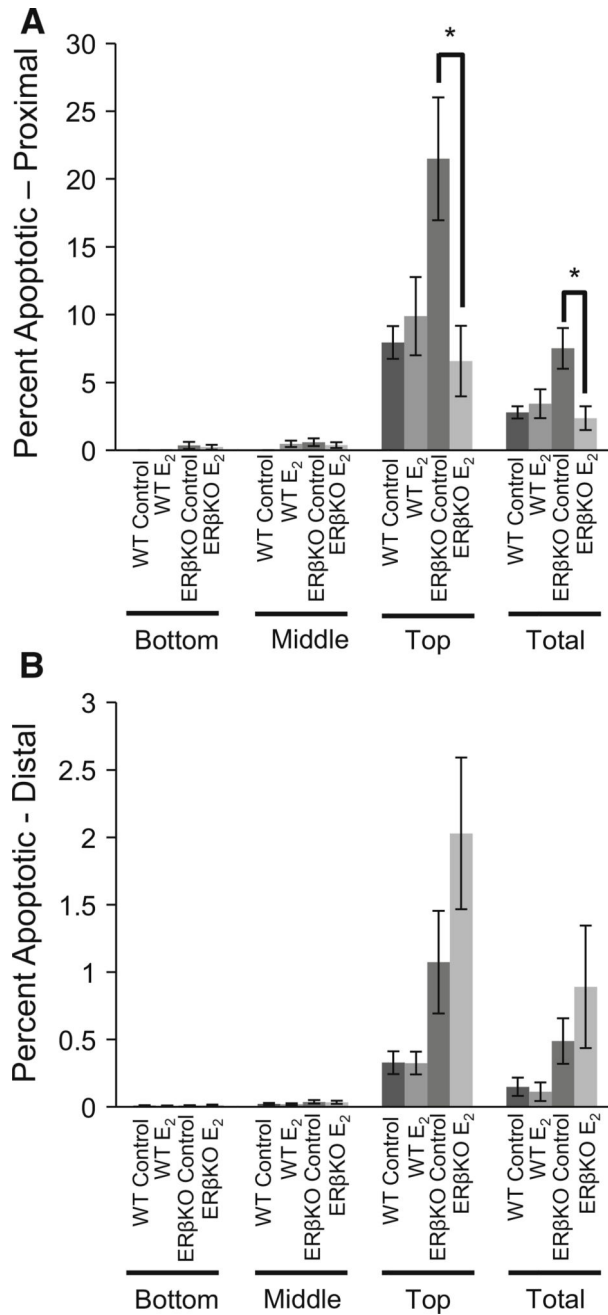 A
Percent Apoptotic – Proximal
30
25
20
15
10
5
0
*
*
WT Control
WT E₂
ERβKO Control
ERβKO E₂
WT Control
WT E₂
ERβKO Control
ERβKO E₂
WT Control
WT E₂
ERβKO Control
ERβKO E₂
WT Control
WT E₂
ERβKO Control
ERβKO E₂
Bottom
Middle
Top
Total
B
Percent Apoptotic - Distal
3
2.5
2
1.5
1
0.5
0
WT Control
WT E₂
ERβKO Control
ERβKO E₂
WT Control
WT E₂
ERβKO Control
ERβKO E₂
WT Control
WT E₂
ERβKO Control
ERβKO E₂
WT Control
WT E₂
ERβKO Control
ERβKO E₂
Bottom
Middle
Top
Total